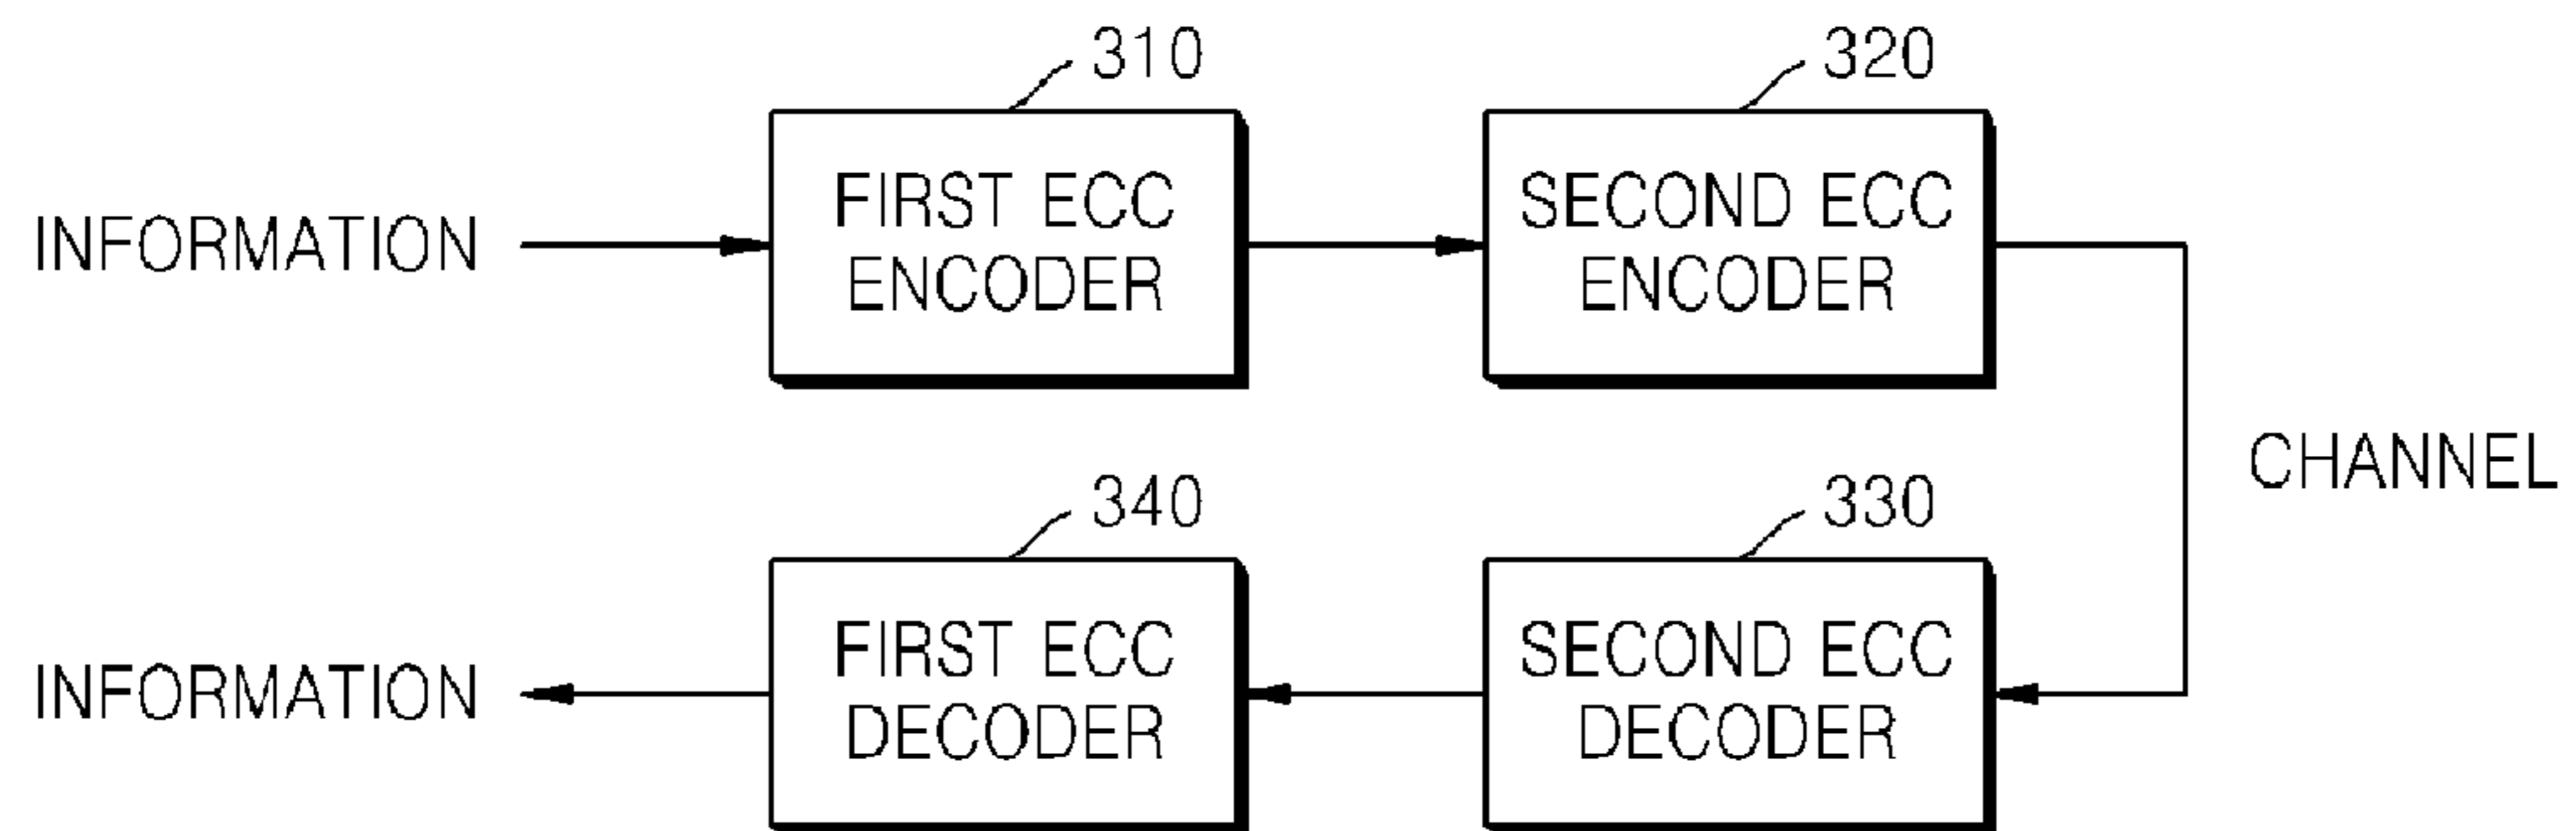 310
320
INFORMATION
FIRST ECC
ENCODER
SECOND ECC
ENCODER
CHANNEL
340
330
INFORMATION
FIRST ECC
DECODER
SECOND ECC
DECODER